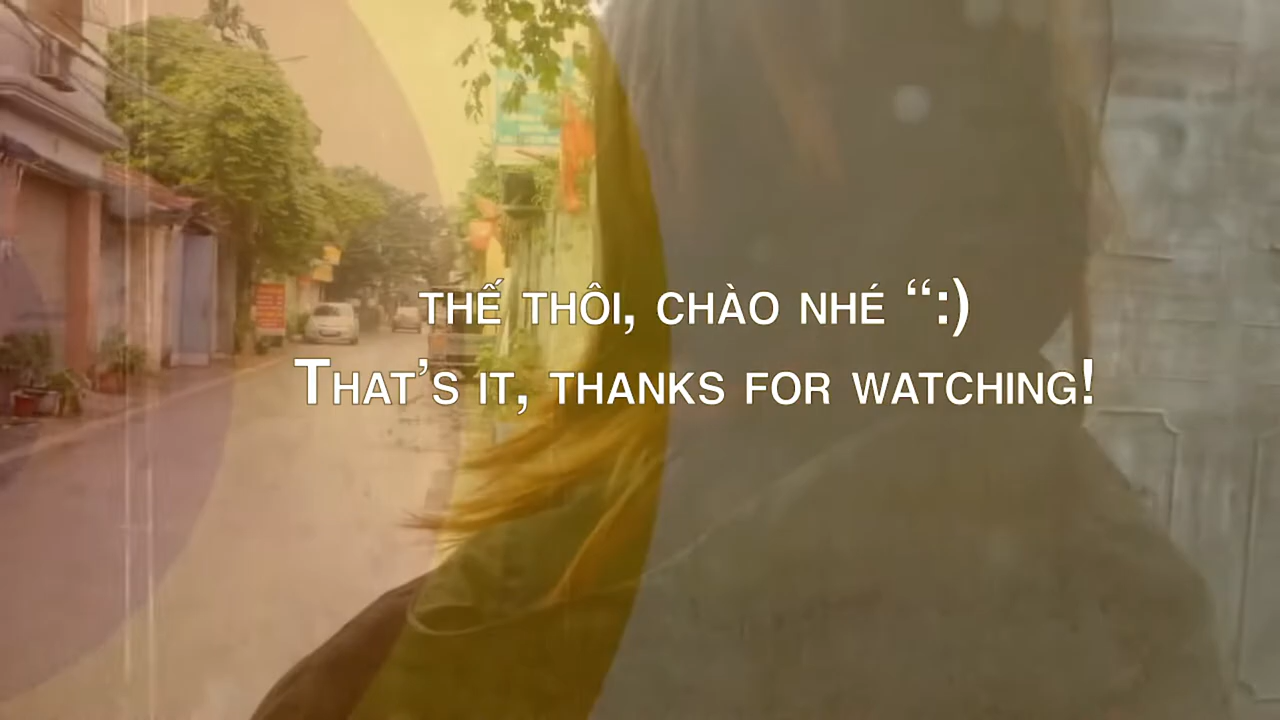 THẾ THÔI, CHÀO NHÉ “:)
THAT’S IT, THANKS FOR WATCHING!